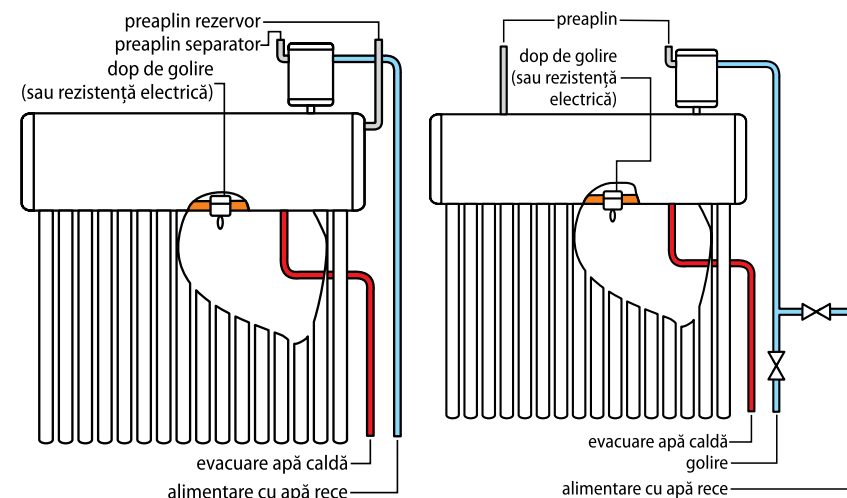 preaplin rezervor
preaplin separator
dop de golire
(sau rezistență electrică)
evacuare apă caldă
alimentare cu apă rece
preaplin
dop de golire
(sau rezistență
electrică)
evacuare apă caldă
golire
alimentare cu apă rece